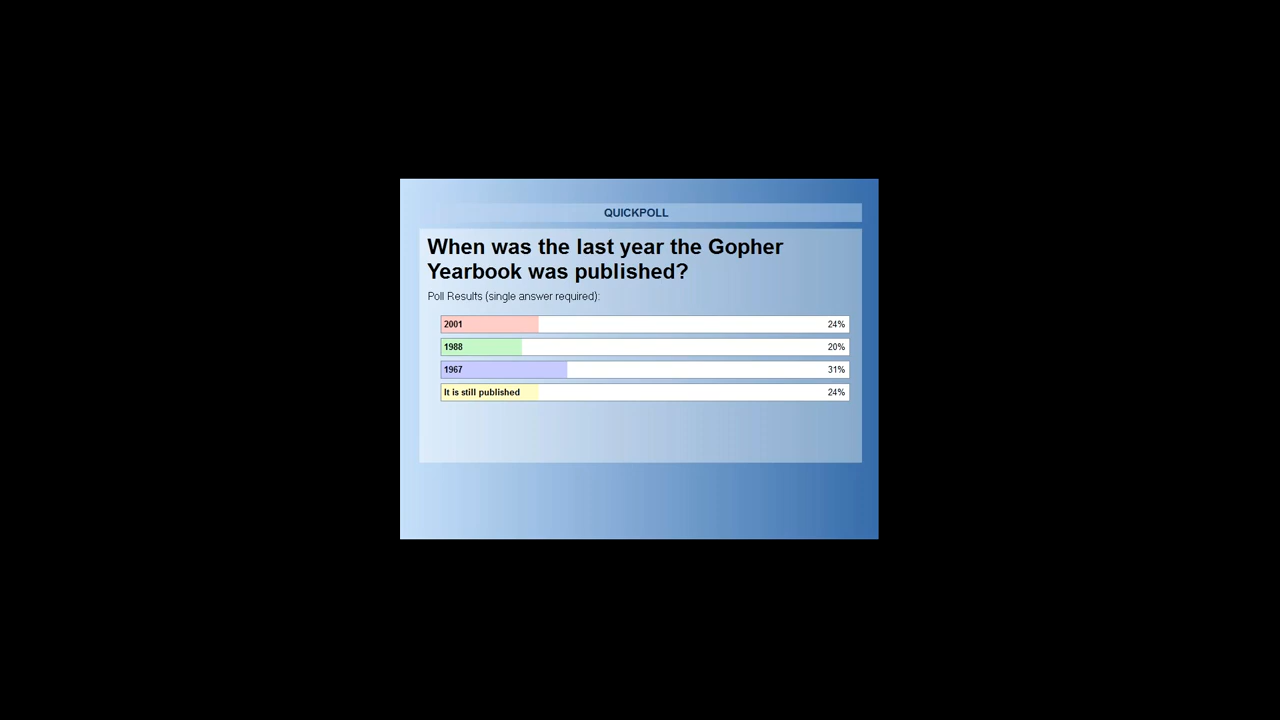 QUICKPOLL
When was the last year the Gopher
Yearbook was published?
Poll Results (single answer required):
2001 24%
1988 20%
1967 31%
It is still published 24%